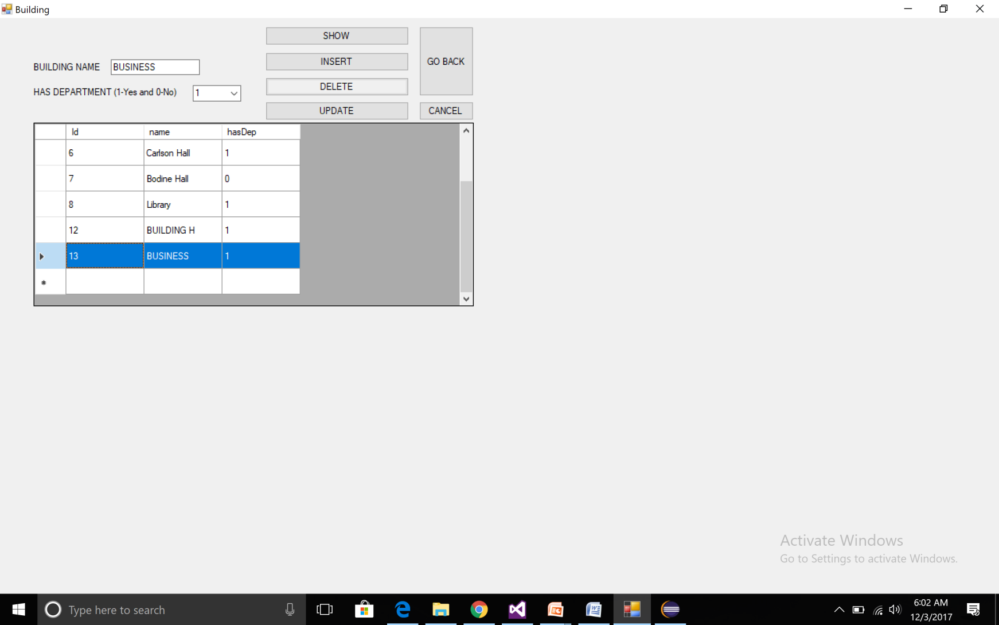 Building
SHOW
INSERT
DELETE
UPDATE
GO BACK
CANCEL
BUILDING NAME BUSINESS
HAS DEPARTMENT (1-Yes and 0-No) 1
Id name hasDep
6 Carlson Hall 1
7 Bodine Hall 0
8 Library 1
12 BUILDING H 1
13 BUSINESS 1
Activate Windows
Go to Settings to activate Windows.
Type here to search
6:02 AM
12/3/2017